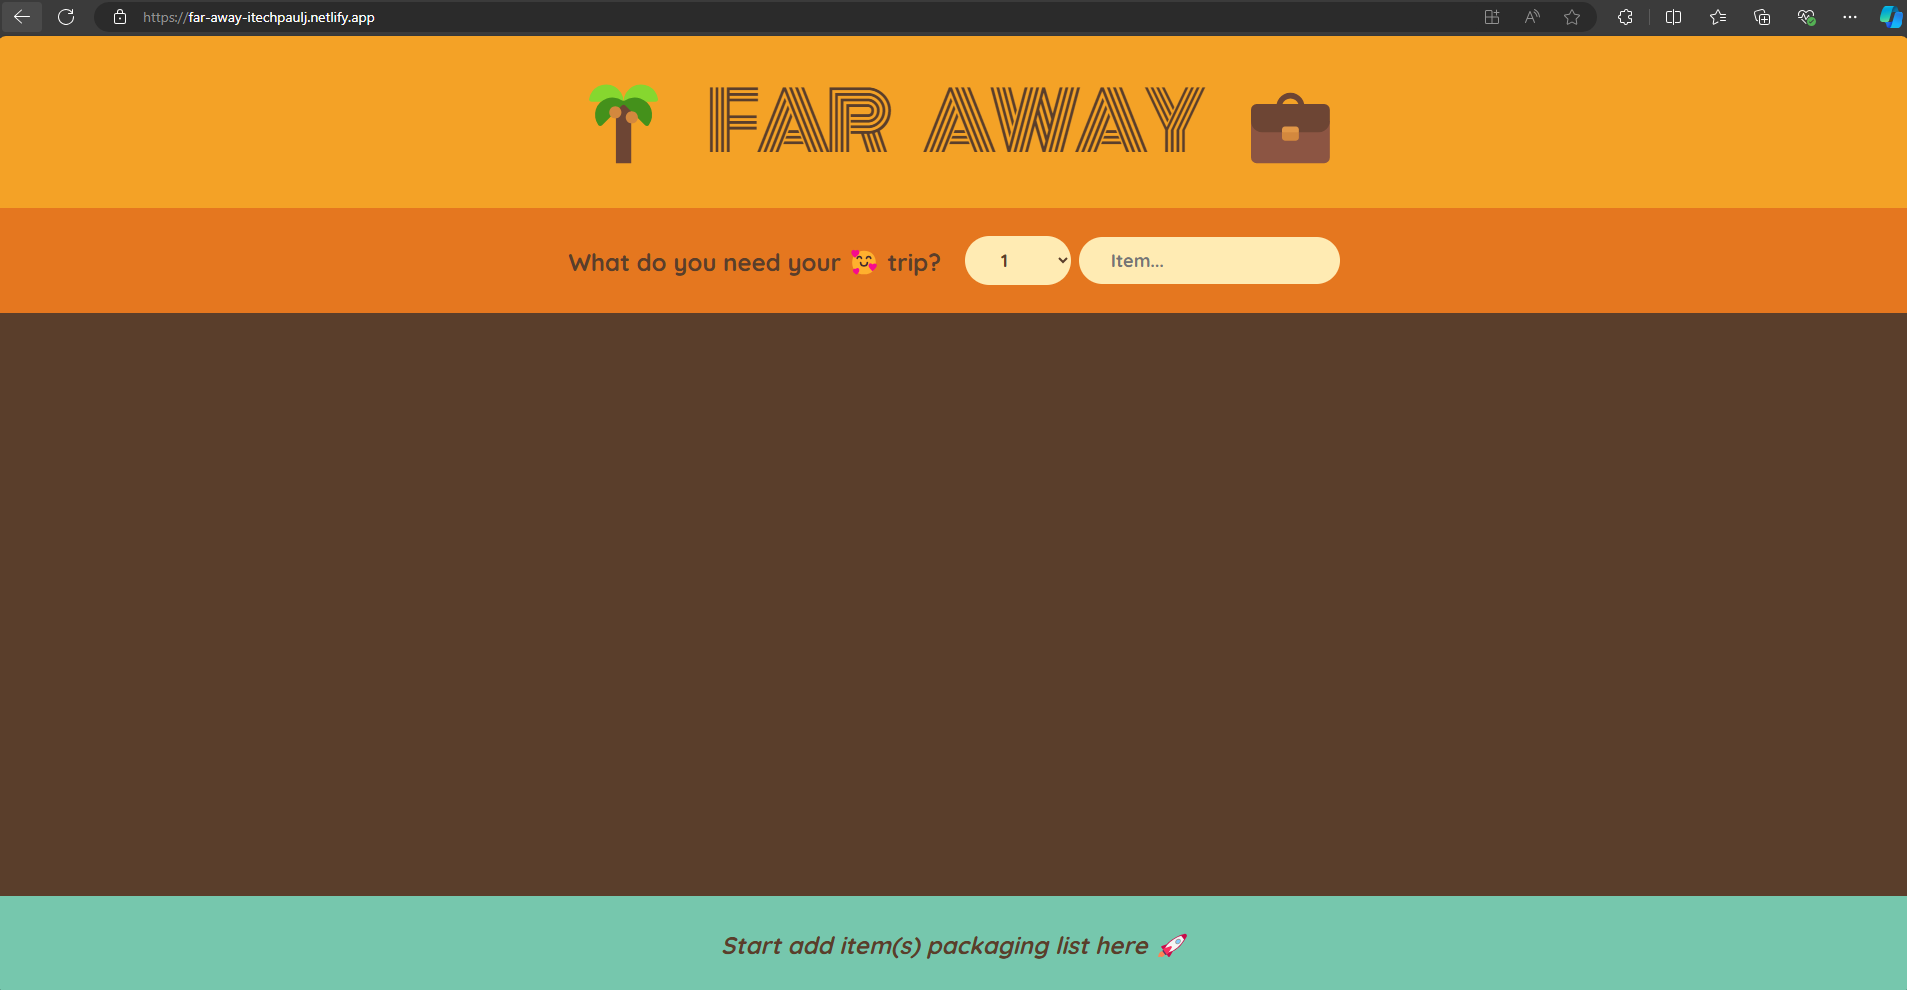 https://far-away-itechpaulj.netlify.app
🌴 FAR AWAY 💼
What do you need your 🥰 trip? 1 Item...
Start add item(s) packaging list here 🚀